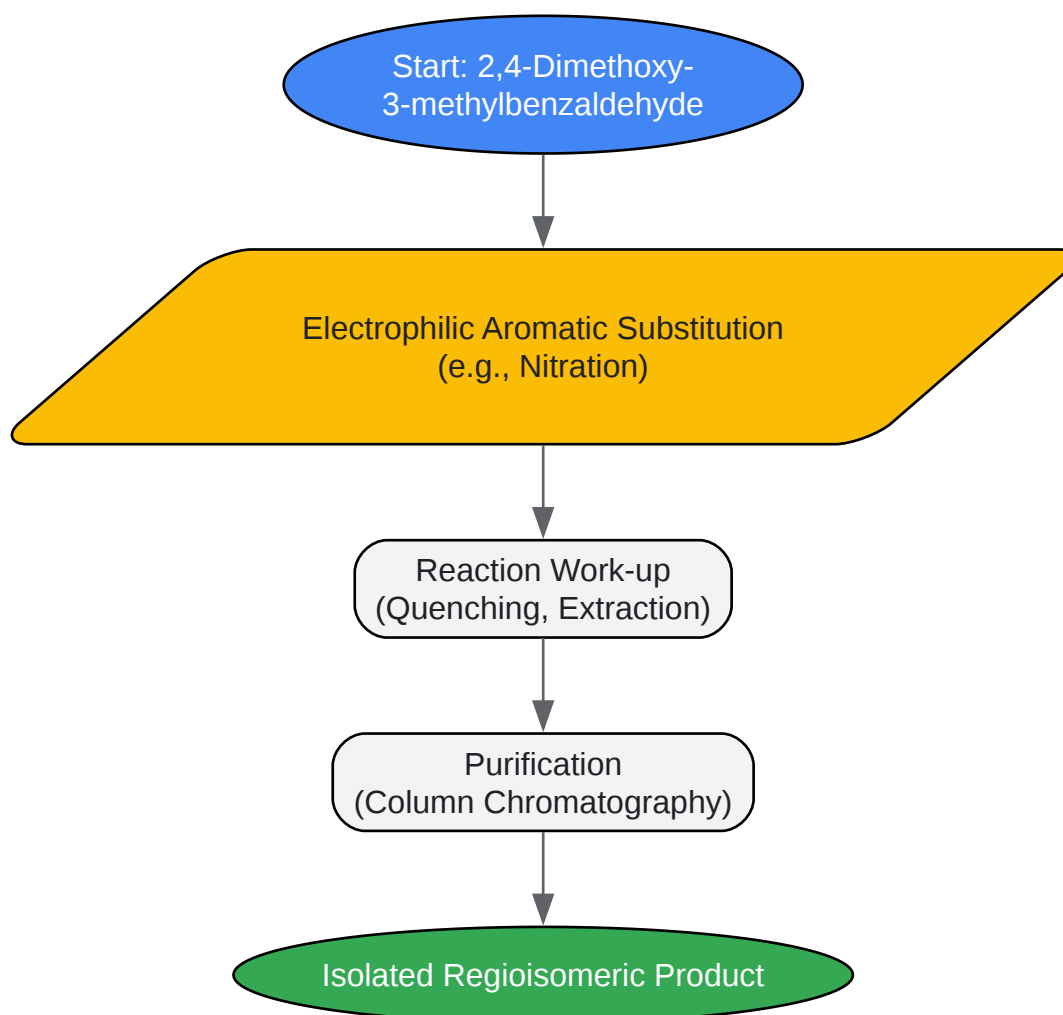 Start: 2,4-Dimethoxy-
3-methylbenzaldehyde
Electrophilic Aromatic Substitution
(e.g., Nitration)
Reaction Work-up
(Quenching, Extraction)
Purification
(Column Chromatography)
Isolated Regioisomeric Product